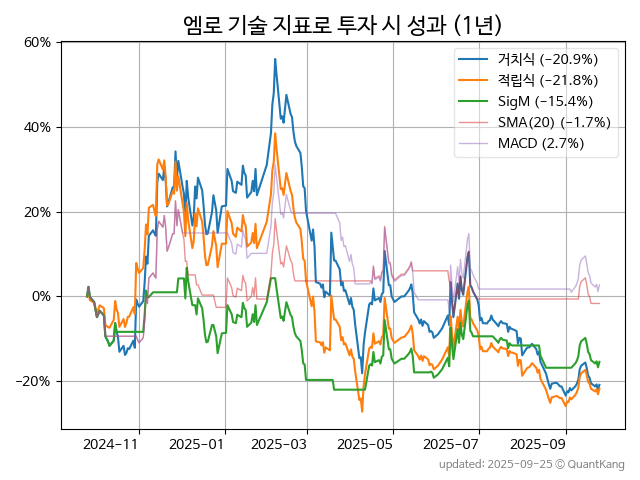 엠로 기술 지표로 투자 시 성과 (1년)
60%
40%
20%
0%
−20%
거치식 (−20.9%)
적립식 (−21.8%)
SigM (−15.4%)
SMA(20) (−1.7%)
MACD (2.7%)
2024-11
2025-01
2025-03
2025-05
2025-07
2025-09
updated: 2025-09-25 © QuantKang